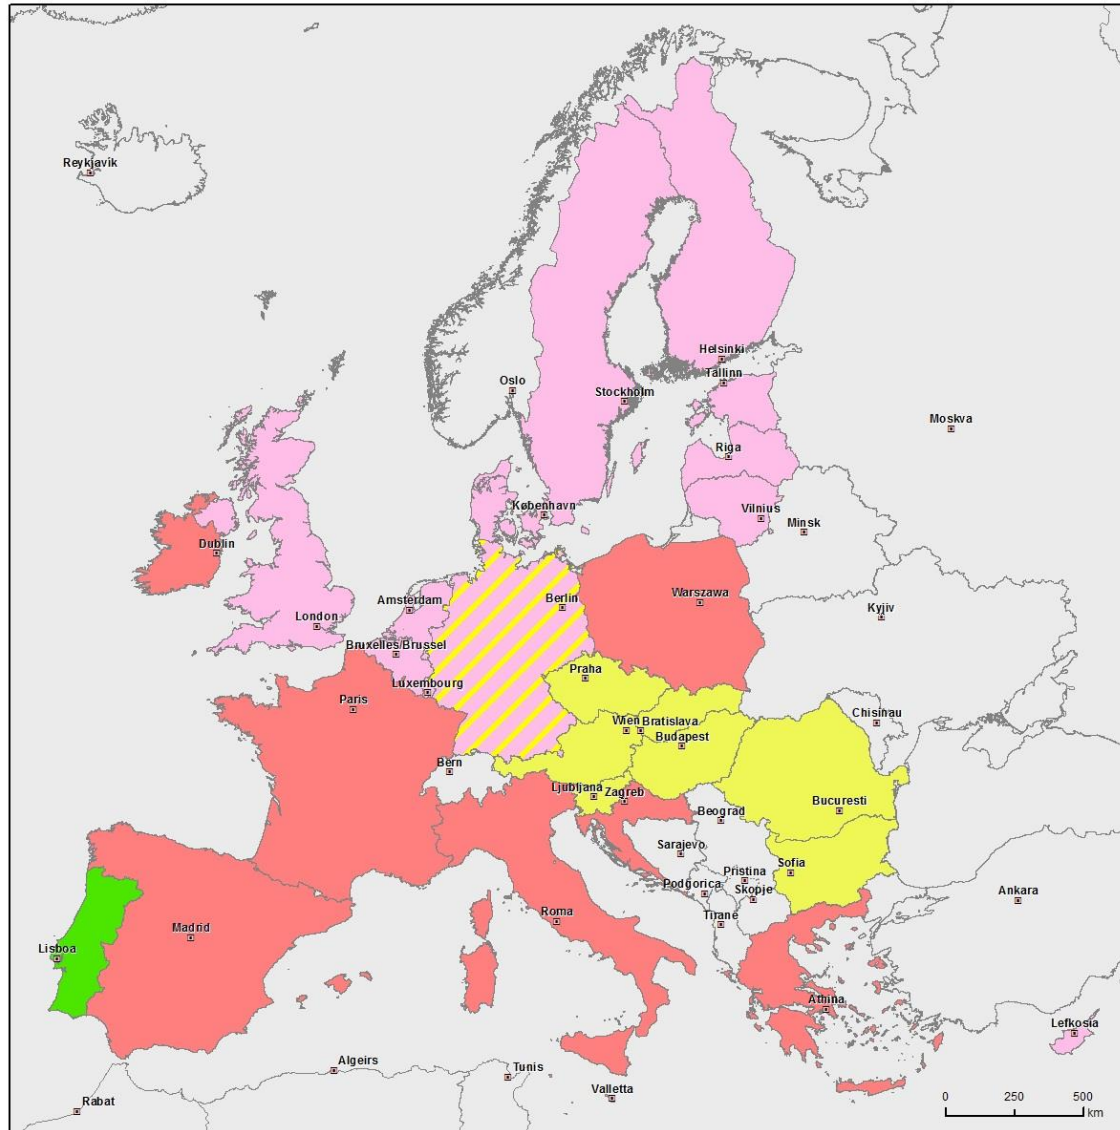 Reykjavík
Helsinki
Tallinn
Oslo
Stockholm
Moskva
Riga
København
Vilnius
Minsk
Dublin
Amsterdam
Berlin
Warszawa
London
Kyjiv
Bruxelles/Brussel
Praha
Luxembourg
Paris
Chisinau
Wien
Bratislava
Budapest
Bern
Ljubljana
Zagreb
Bucuresti
Beograd
Sarajevo
Sofia
Pristina
Podgorica
Skopje
Ankara
Roma
Tirane
Madrid
Lisboa
Athina
Lefkosia
Algeirs
Tunis
Valletta
Rabat
0 250 500
km